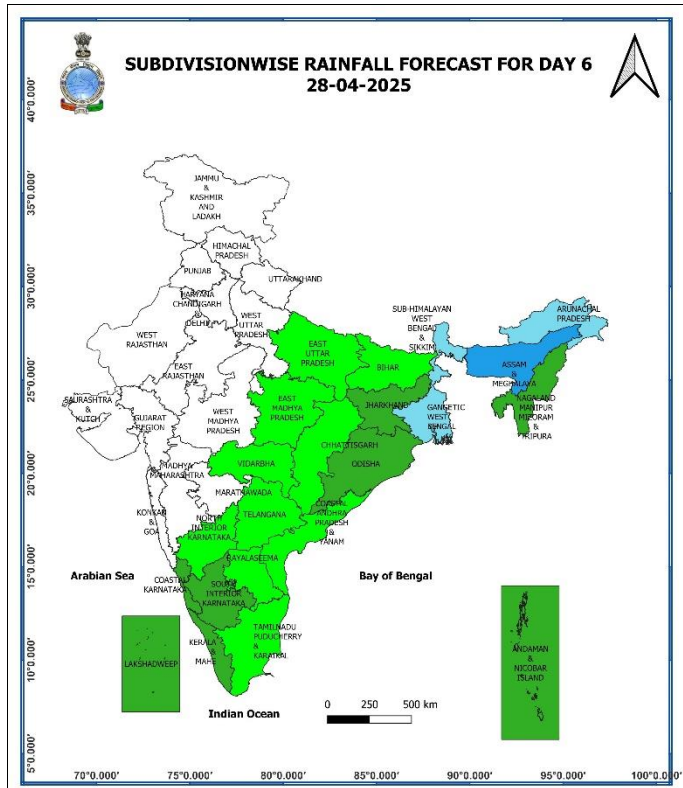 SUBDIVISIONWISE RAINFALL FORECAST FOR DAY 6
28-04-2025
40°0.000'
35°0.000'
30°0.000'
25°0.000'
20°0.000'
15°0.000'
10°0.000'
5°0.000'
JAMMU
&
KASHMIR
AND
LADAKH
HIMACHAL
PRADESH
PUNJAB
UTTARAKHAND
HARYANA
CHANDIGARH
&
DELHI
WEST
UTTAR
PRADESH
WEST
RAJASTHAN
EAST
RAJASTHAN
EAST
UTTAR
PRADESH
BIHAR
SUB-HIMALAYAN
WEST
BENGAL
&
SIKKIM
ARUNACHAL
PRADESH
ASSAM
&
MEGHALAYA
NAGALAND
MANIPUR
MIZORAM
&
TRIPURA
SAURASHTRA
&
KUTCH
GUJARAT
REGION
WEST
MADHYA
PRADESH
EAST
MADHYA
PRADESH
JHARKHAND
GANGETIC
WEST
BENGAL
CHHATTISGARH
ODISHA
VIDARBHA
MADHYA
MAHARASHTRA
MARATHWADA
KONKAN
&
GOA
TELANGANA
COASTAL
ANDHRA
PRADESH
&
YANAM
NORTH
INTERIOR
KARNATAKA
RAYALASEEMA
COASTAL
KARNATAKA
SOUTH
INTERIOR
KARNATAKA
TAMILNADU
PUDUCHERRY
&
KARAIKAL
KERALA
&
MAHE
LAKSHADWEEP
ANDAMAN
&
NICOBAR
ISLAND
Arabian Sea
Bay of Bengal
Indian Ocean
0 250 500 km
70°0.000' 75°0.000' 80°0.000' 85°0.000' 90°0.000' 95°0.000' 100°0.000'